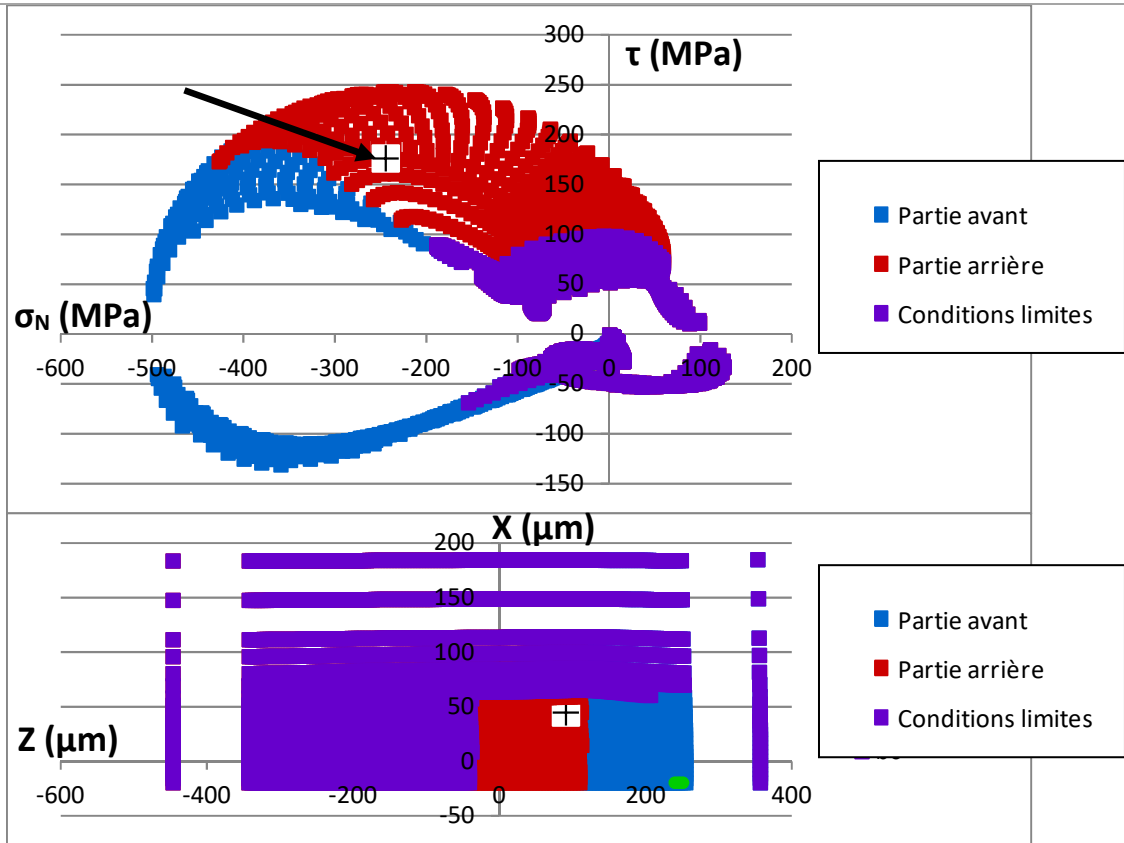 300
τ (MPa)
250
200
150
100
50
0
σN (MPa)
-600 -500 -400 -300 -200 -100 0 100 200
-50
-100
-150
Partie avant
Partie arrière
Conditions limites
X (µm)
200
150
100
50
Z (µm)
0
-600 -400 -200 0 200 400
-50
Partie avant
Partie arrière
Conditions limites